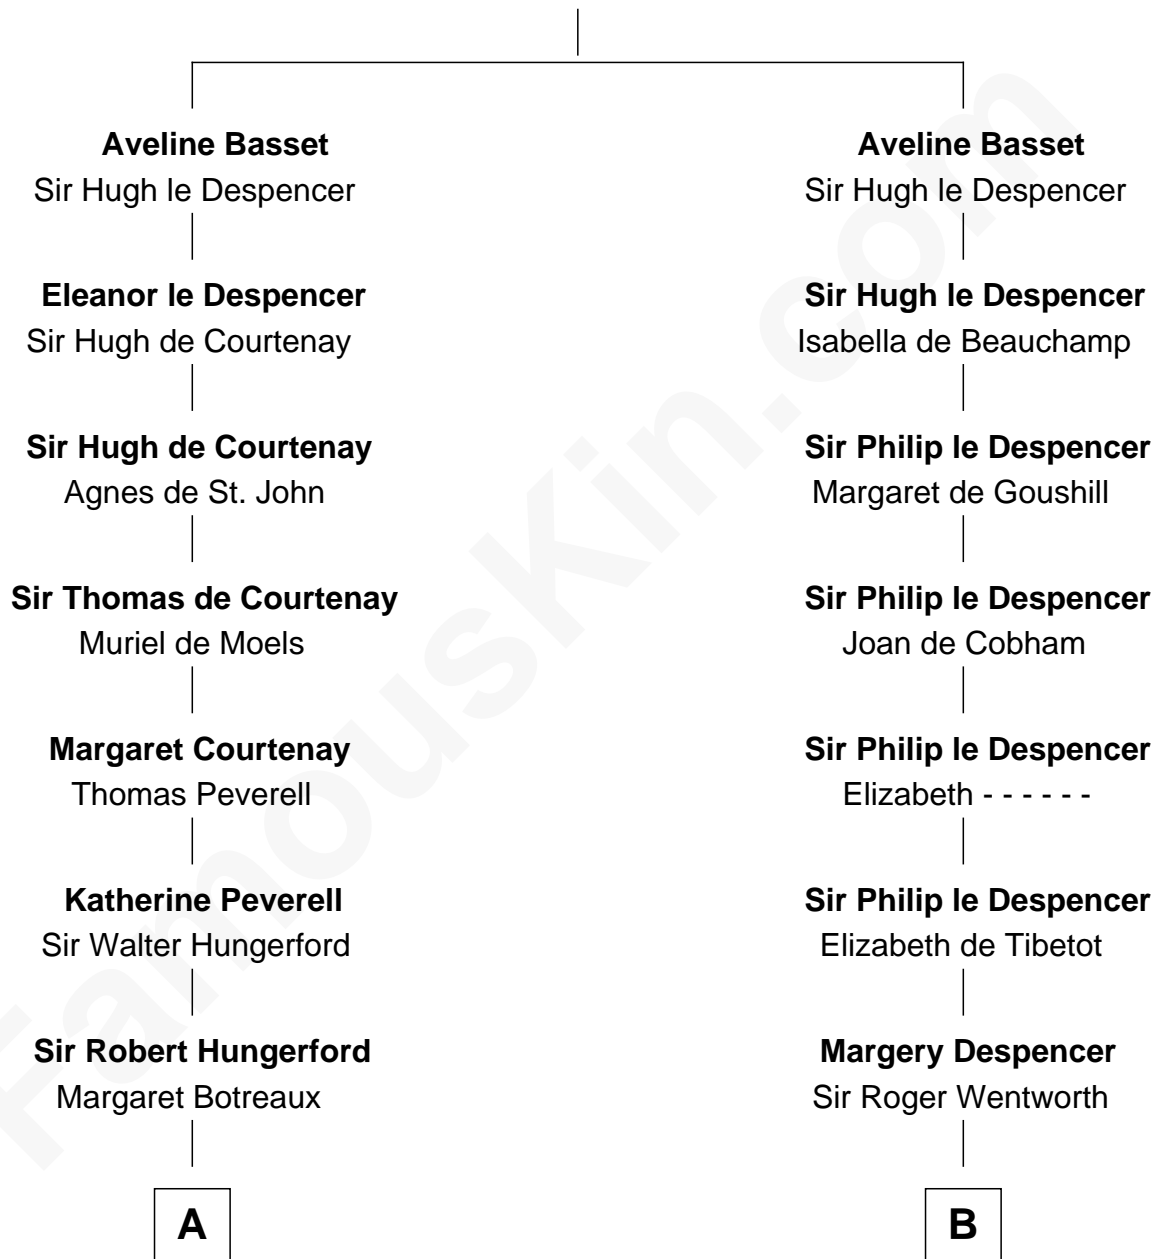 Aveline Basset
Sir Hugh le Despencer
Eleanor le Despencer
Sir Hugh de Courtenay
Sir Hugh de Courtenay
Agnes de St. John
Sir Thomas de Courtenay
Muriel de Moels
Margaret Courtenay
Thomas Peverell
Katherine Peverell
Sir Walter Hungerford
Sir Robert Hungerford
Margaret Botreaux
A
Aveline Basset
Sir Hugh le Despencer
Sir Hugh le Despencer
Isabella de Beauchamp
Sir Philip le Despencer
Margaret de Goushill
Sir Philip le Despencer
Joan de Cobham
Sir Philip le Despencer
Elizabeth - - - - - -
Sir Philip le Despencer
Elizabeth de Tibetot
Margery Despencer
Sir Roger Wentworth
B
FamousKin.com